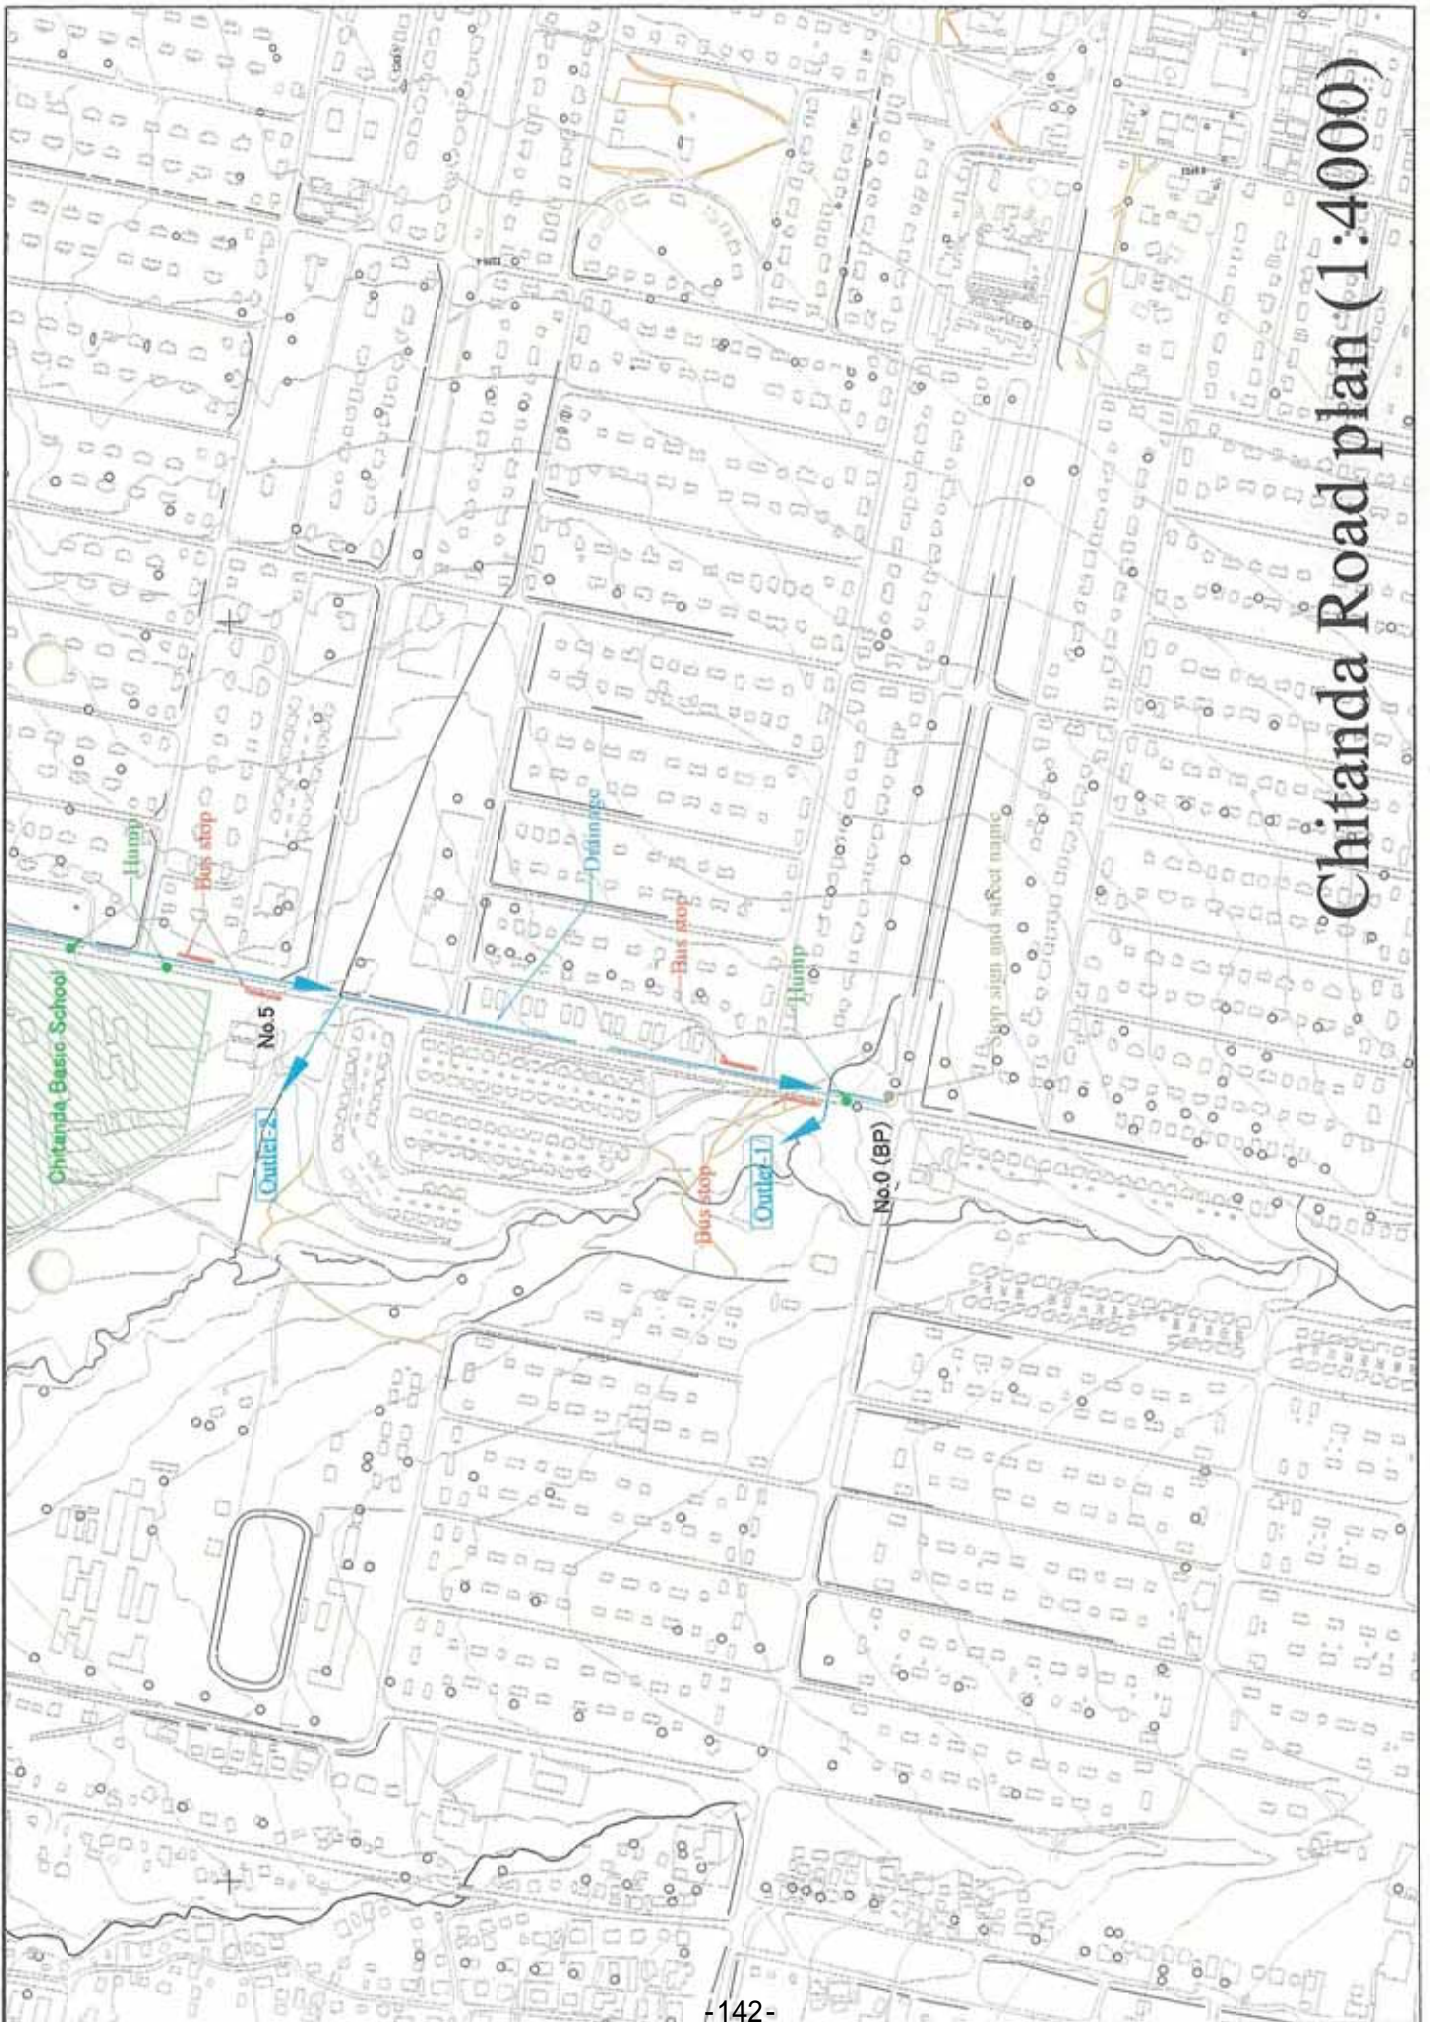 Chitanda Road plan (1:4000)
Chitanda Basic School
Hump
Bus stop
No.5
Outlet-2
Drainage
Bus stop
Hump
Bus stop
Outlet-1
No.0 (BP)
Stop sign and street name
-142-